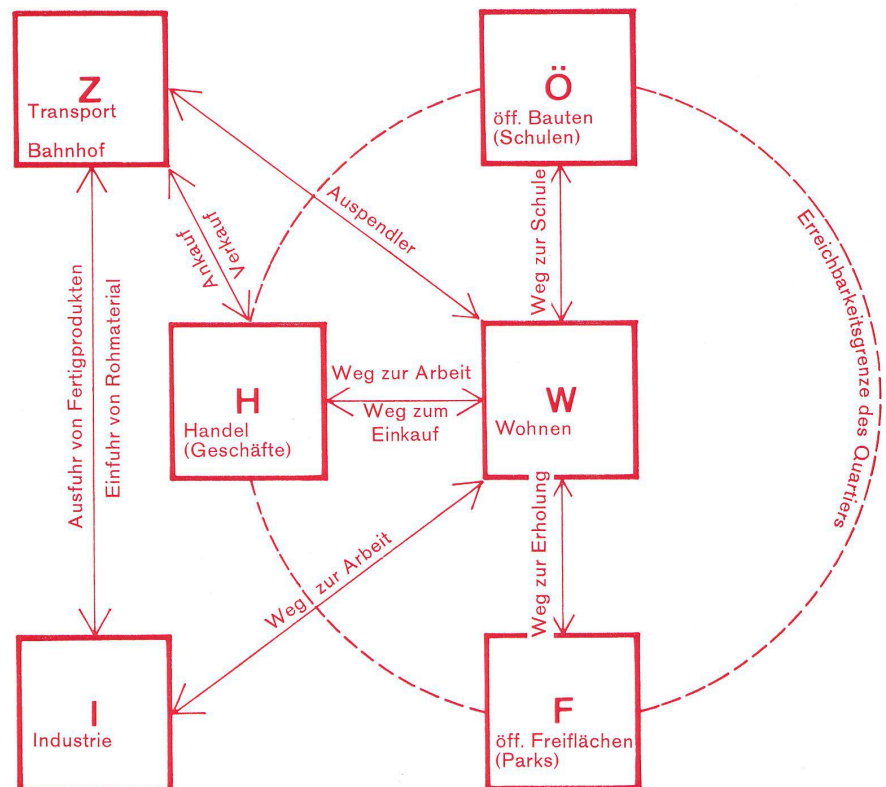 Z
Transport
Bahnhof
Ö
öff. Bauten
(Schulen)
Auspendler
Ankauf
Verkauf
Weg zur Schule
Erreichbarkeitsgrenze des Quartiers
Ausfuhr von Fertigprodukten
Einfuhr von Rohmaterial
H
Handel
(Geschäfte)
Weg zur Arbeit
Weg zum
Einkauf
W
Wohnen
Weg zur Arbeit
Weg zur Erholung
I
Industrie
F
öff. Freiflächen
(Parks)